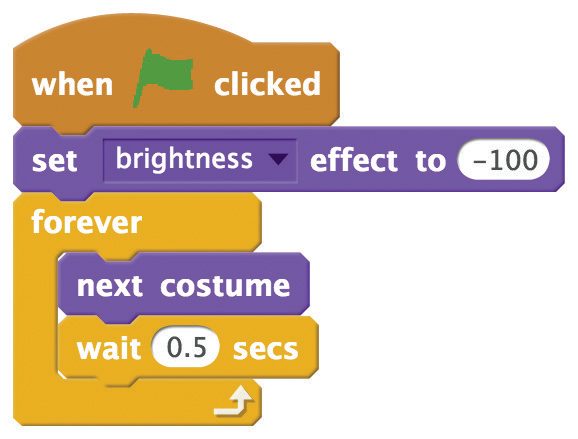 when clicked
set brightness effect to -100
forever
next costume
wait 0.5 secs